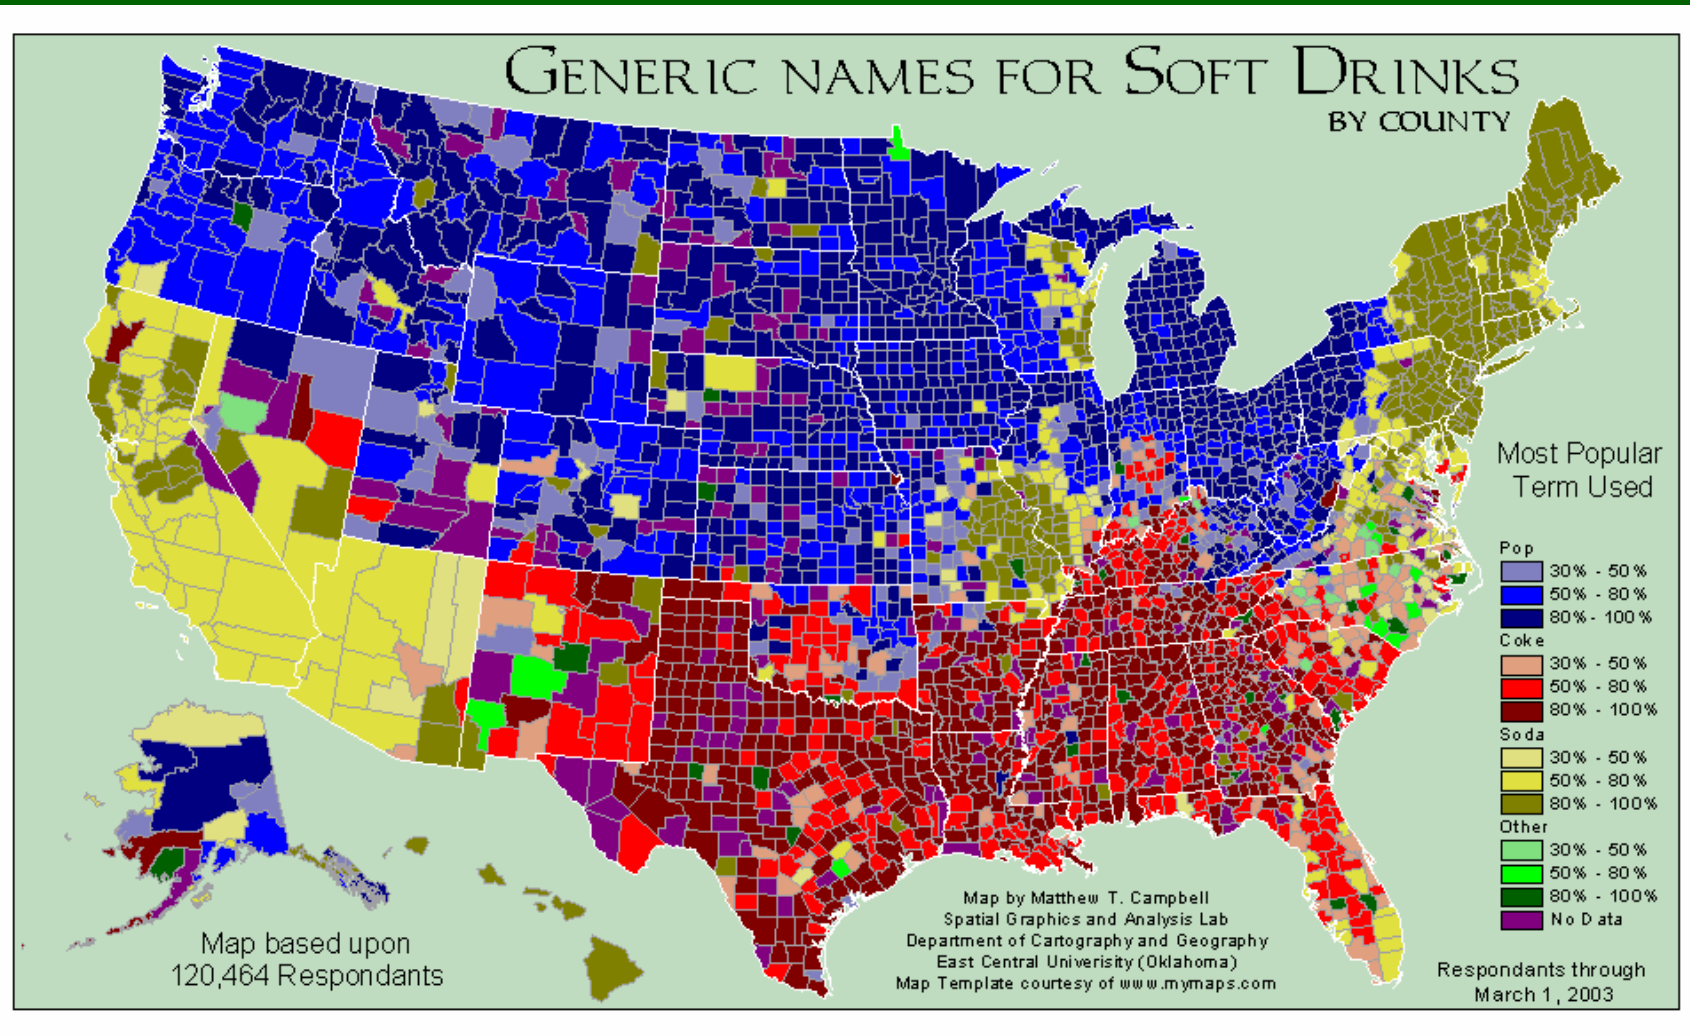 GENERIC NAMES FOR SOFT DRINKS
BY COUNTY
Most Popular
Term Used
Pop
30% - 50%
50% - 80%
80% - 100%
Coke
30% - 50%
50% - 80%
80% - 100%
Soda
30% - 50%
50% - 80%
80% - 100%
Other
30% - 50%
50% - 80%
80% - 100%
No Data
Map based upon
120,464 Respondants
Map by Matthew T. Campbell
Spatial Graphics and Analysis Lab
Department of Cartography and Geography
East Central Univerisity (Oklahoma)
Map Template courtesy of www.mymaps.com
Respondants through
March 1, 2003